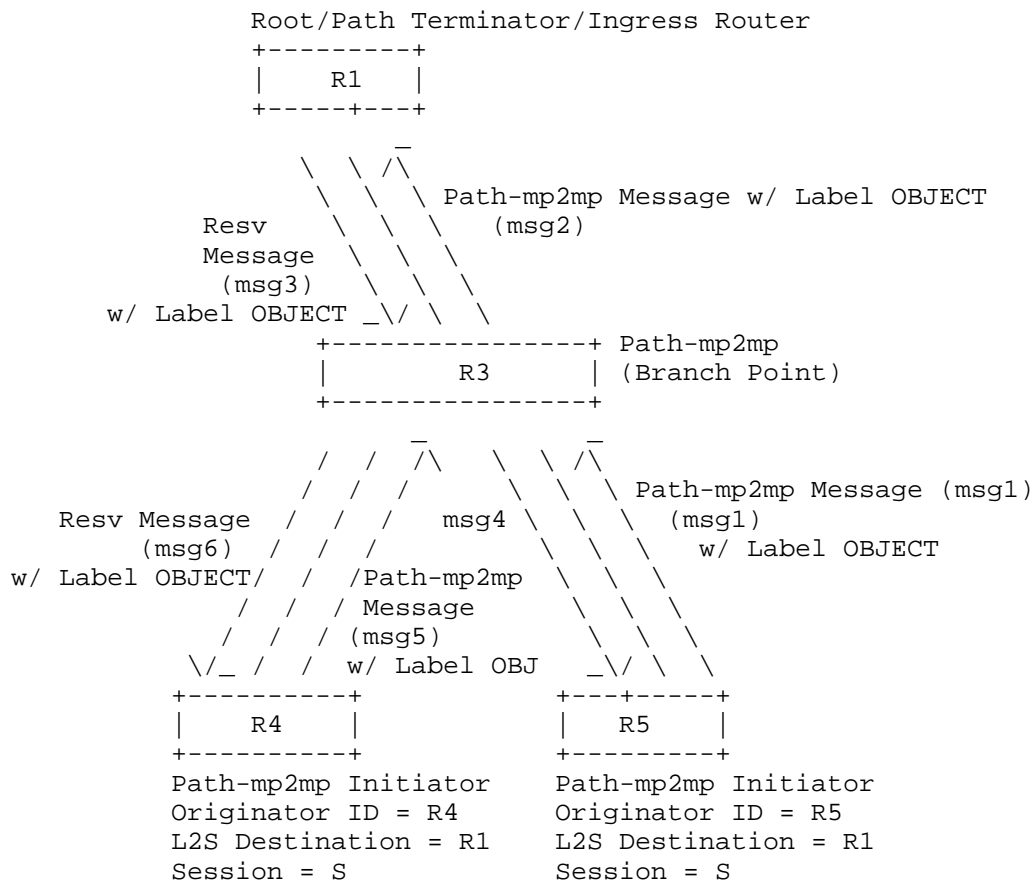 Root/Path Terminator/Ingress Router
R1
Path-mp2mp Message w/ Label OBJECT
Resv (msg2)
Message
(msg3)
w/ Label OBJECT
Path-mp2mp
R3 (Branch Point)
Path-mp2mp Message (msg1)
Resv Message msg4 (msg1)
(msg6) w/ Label OBJECT
w/ Label OBJECT Path-mp2mp
Message
(msg5)
w/ Label OBJ
R4 R5
Path-mp2mp Initiator Path-mp2mp Initiator
Originator ID = R4 Originator ID = R5
L2S Destination = R1 L2S Destination = R1
Session = S Session = S